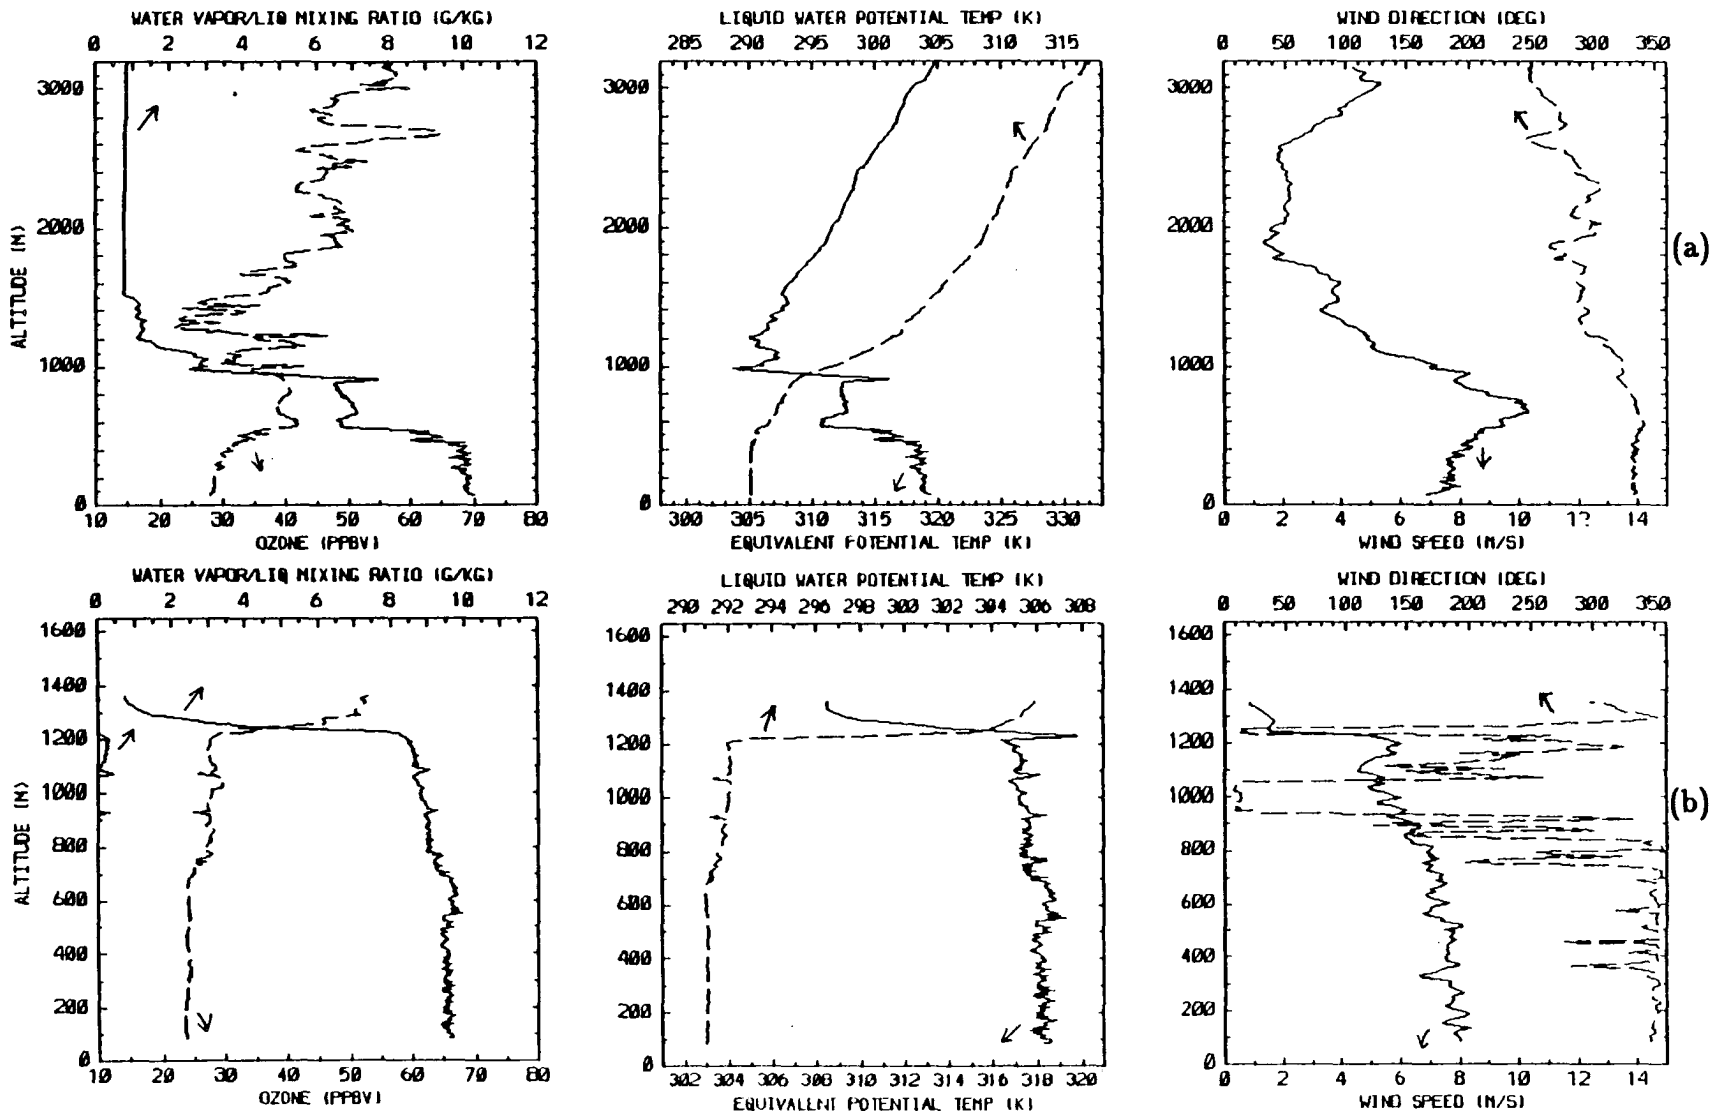 WATER VAPOR/LIQ MIXING RATIO (G/KG)
0 2 4 6 8 10 12
3000
2000
1000
0
ALTITUDE (M)
10 20 30 40 50 60 70 80
OZONE (PPBV)
LIQUID WATER POTENTIAL TEMP (K)
285 290 295 300 305 310 315
3000
2000
1000
0
300 305 310 315 320 325 330
EQUIVALENT POTENTIAL TEMP (K)
WIND DIRECTION (DEG)
0 50 100 150 200 250 300 350
3000
2000
1000
0
0 2 4 6 8 10 12 14
WIND SPEED (M/S)
(a)
WATER VAPOR/LIQ MIXING RATIO (G/KG)
0 2 4 6 8 10 12
1600
1400
1200
1000
800
600
400
200
0
ALTITUDE (M)
10 20 30 40 50 60 70 80
OZONE (PPBV)
LIQUID WATER POTENTIAL TEMP (K)
290 292 294 296 298 300 302 304 306 308
1600
1400
1200
1000
800
600
400
200
0
302 304 306 308 310 312 314 316 318 320
EQUIVALENT POTENTIAL TEMP (K)
WIND DIRECTION (DEG)
0 50 100 150 200 250 300 350
1600
1400
1200
1000
800
600
400
200
0
0 2 4 6 8 10 12 14
WIND SPEED (M/S)
(b)